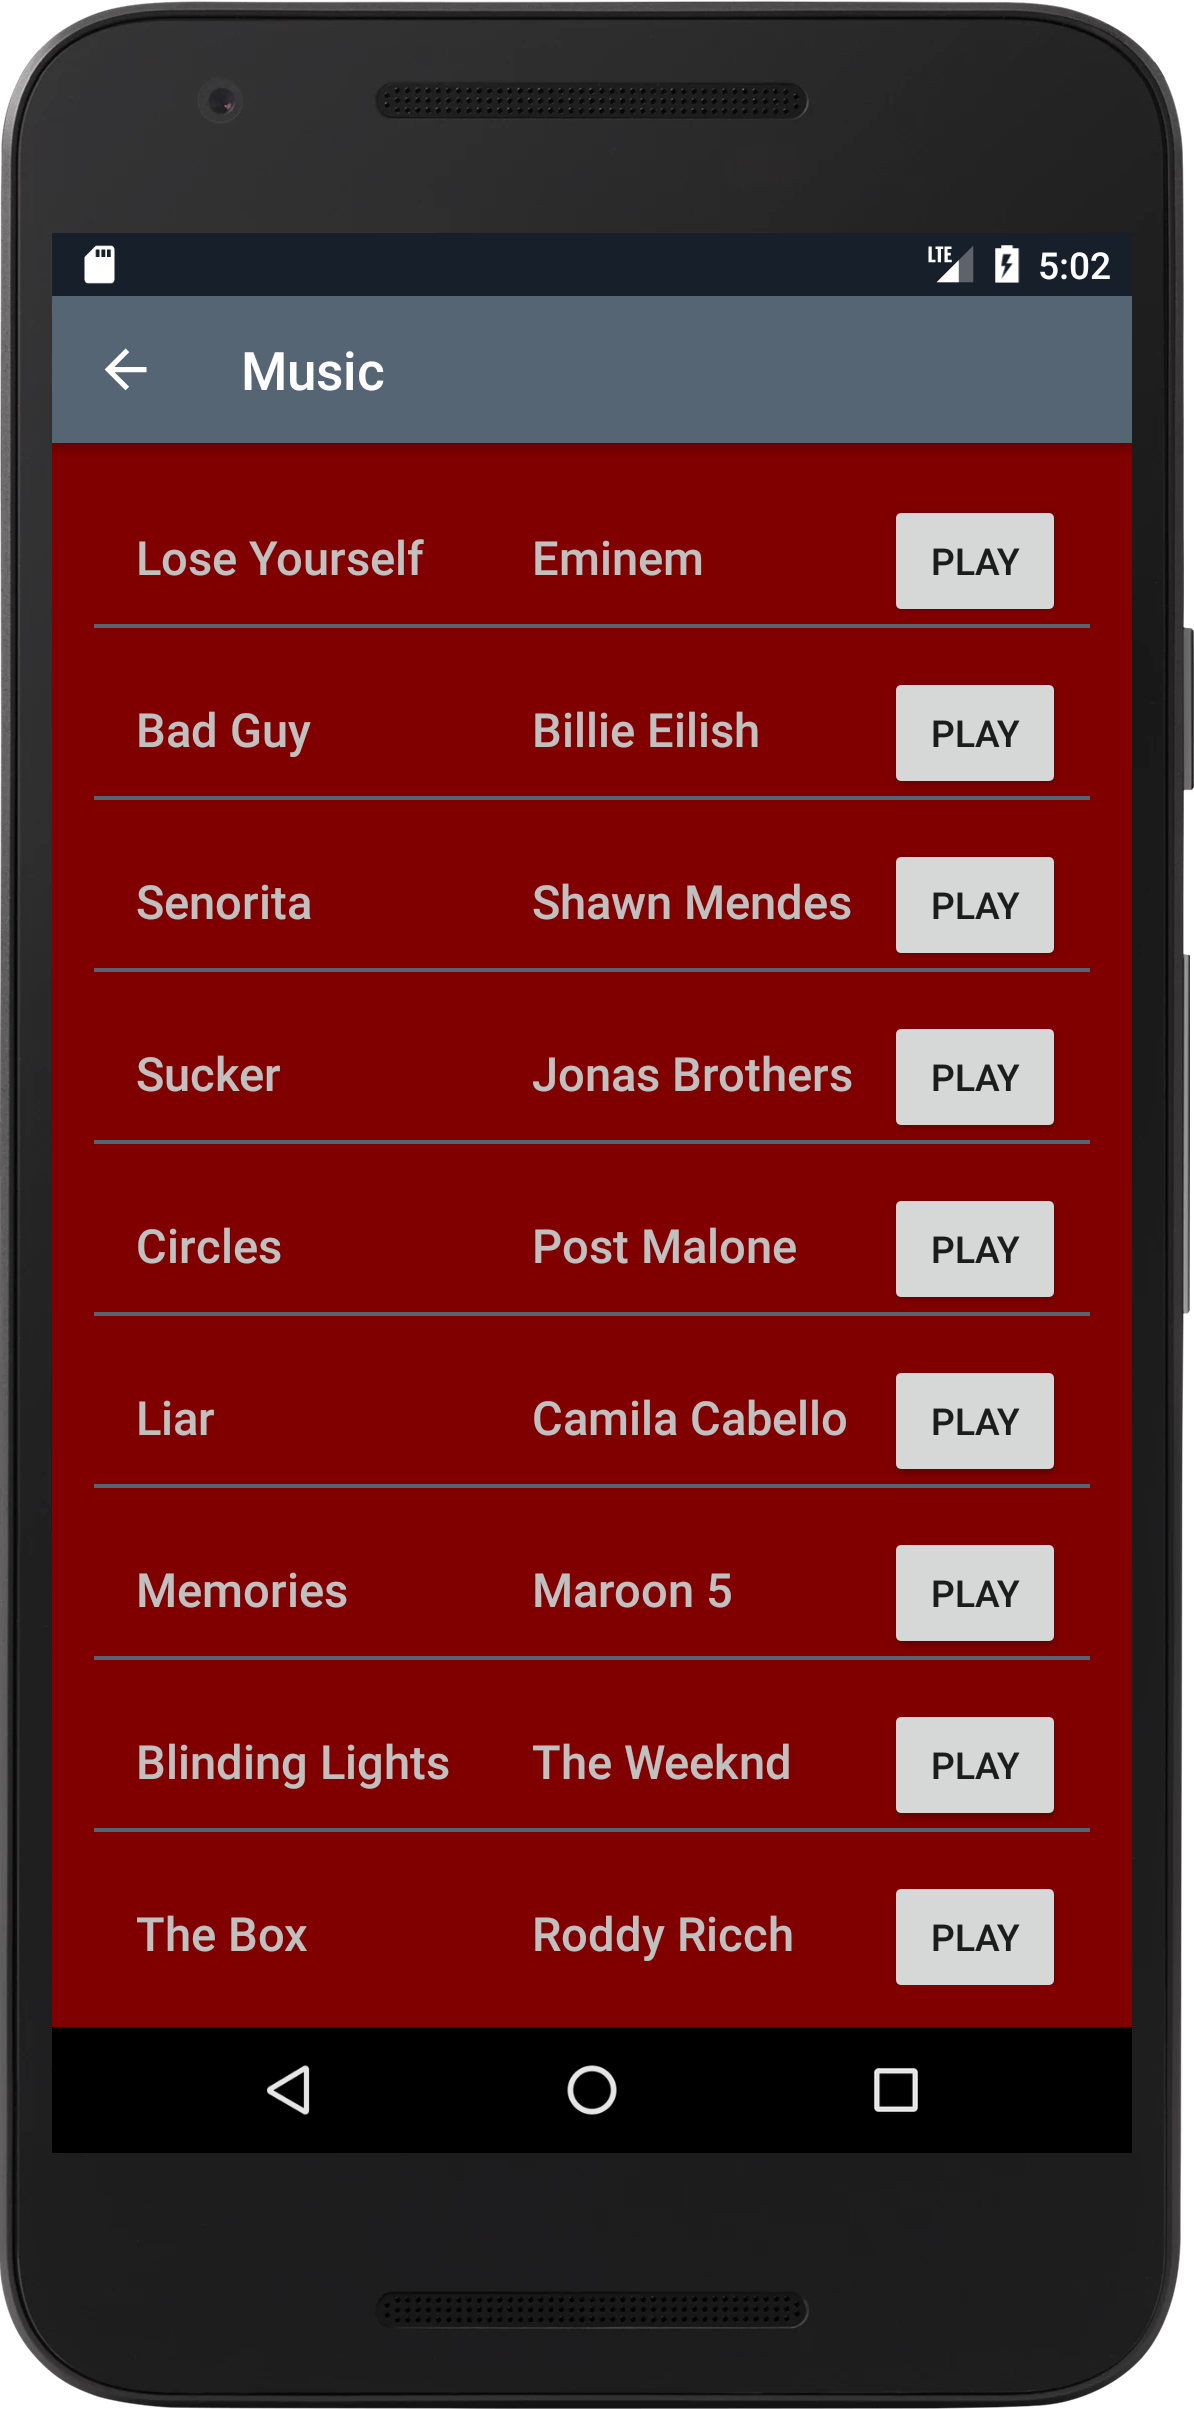 LTE 5:02
Music
Lose Yourself Eminem PLAY
Bad Guy Billie Eilish PLAY
Senorita Shawn Mendes PLAY
Sucker Jonas Brothers PLAY
Circles Post Malone PLAY
Liar Camila Cabello PLAY
Memories Maroon 5 PLAY
Blinding Lights The Weeknd PLAY
The Box Roddy Ricch PLAY